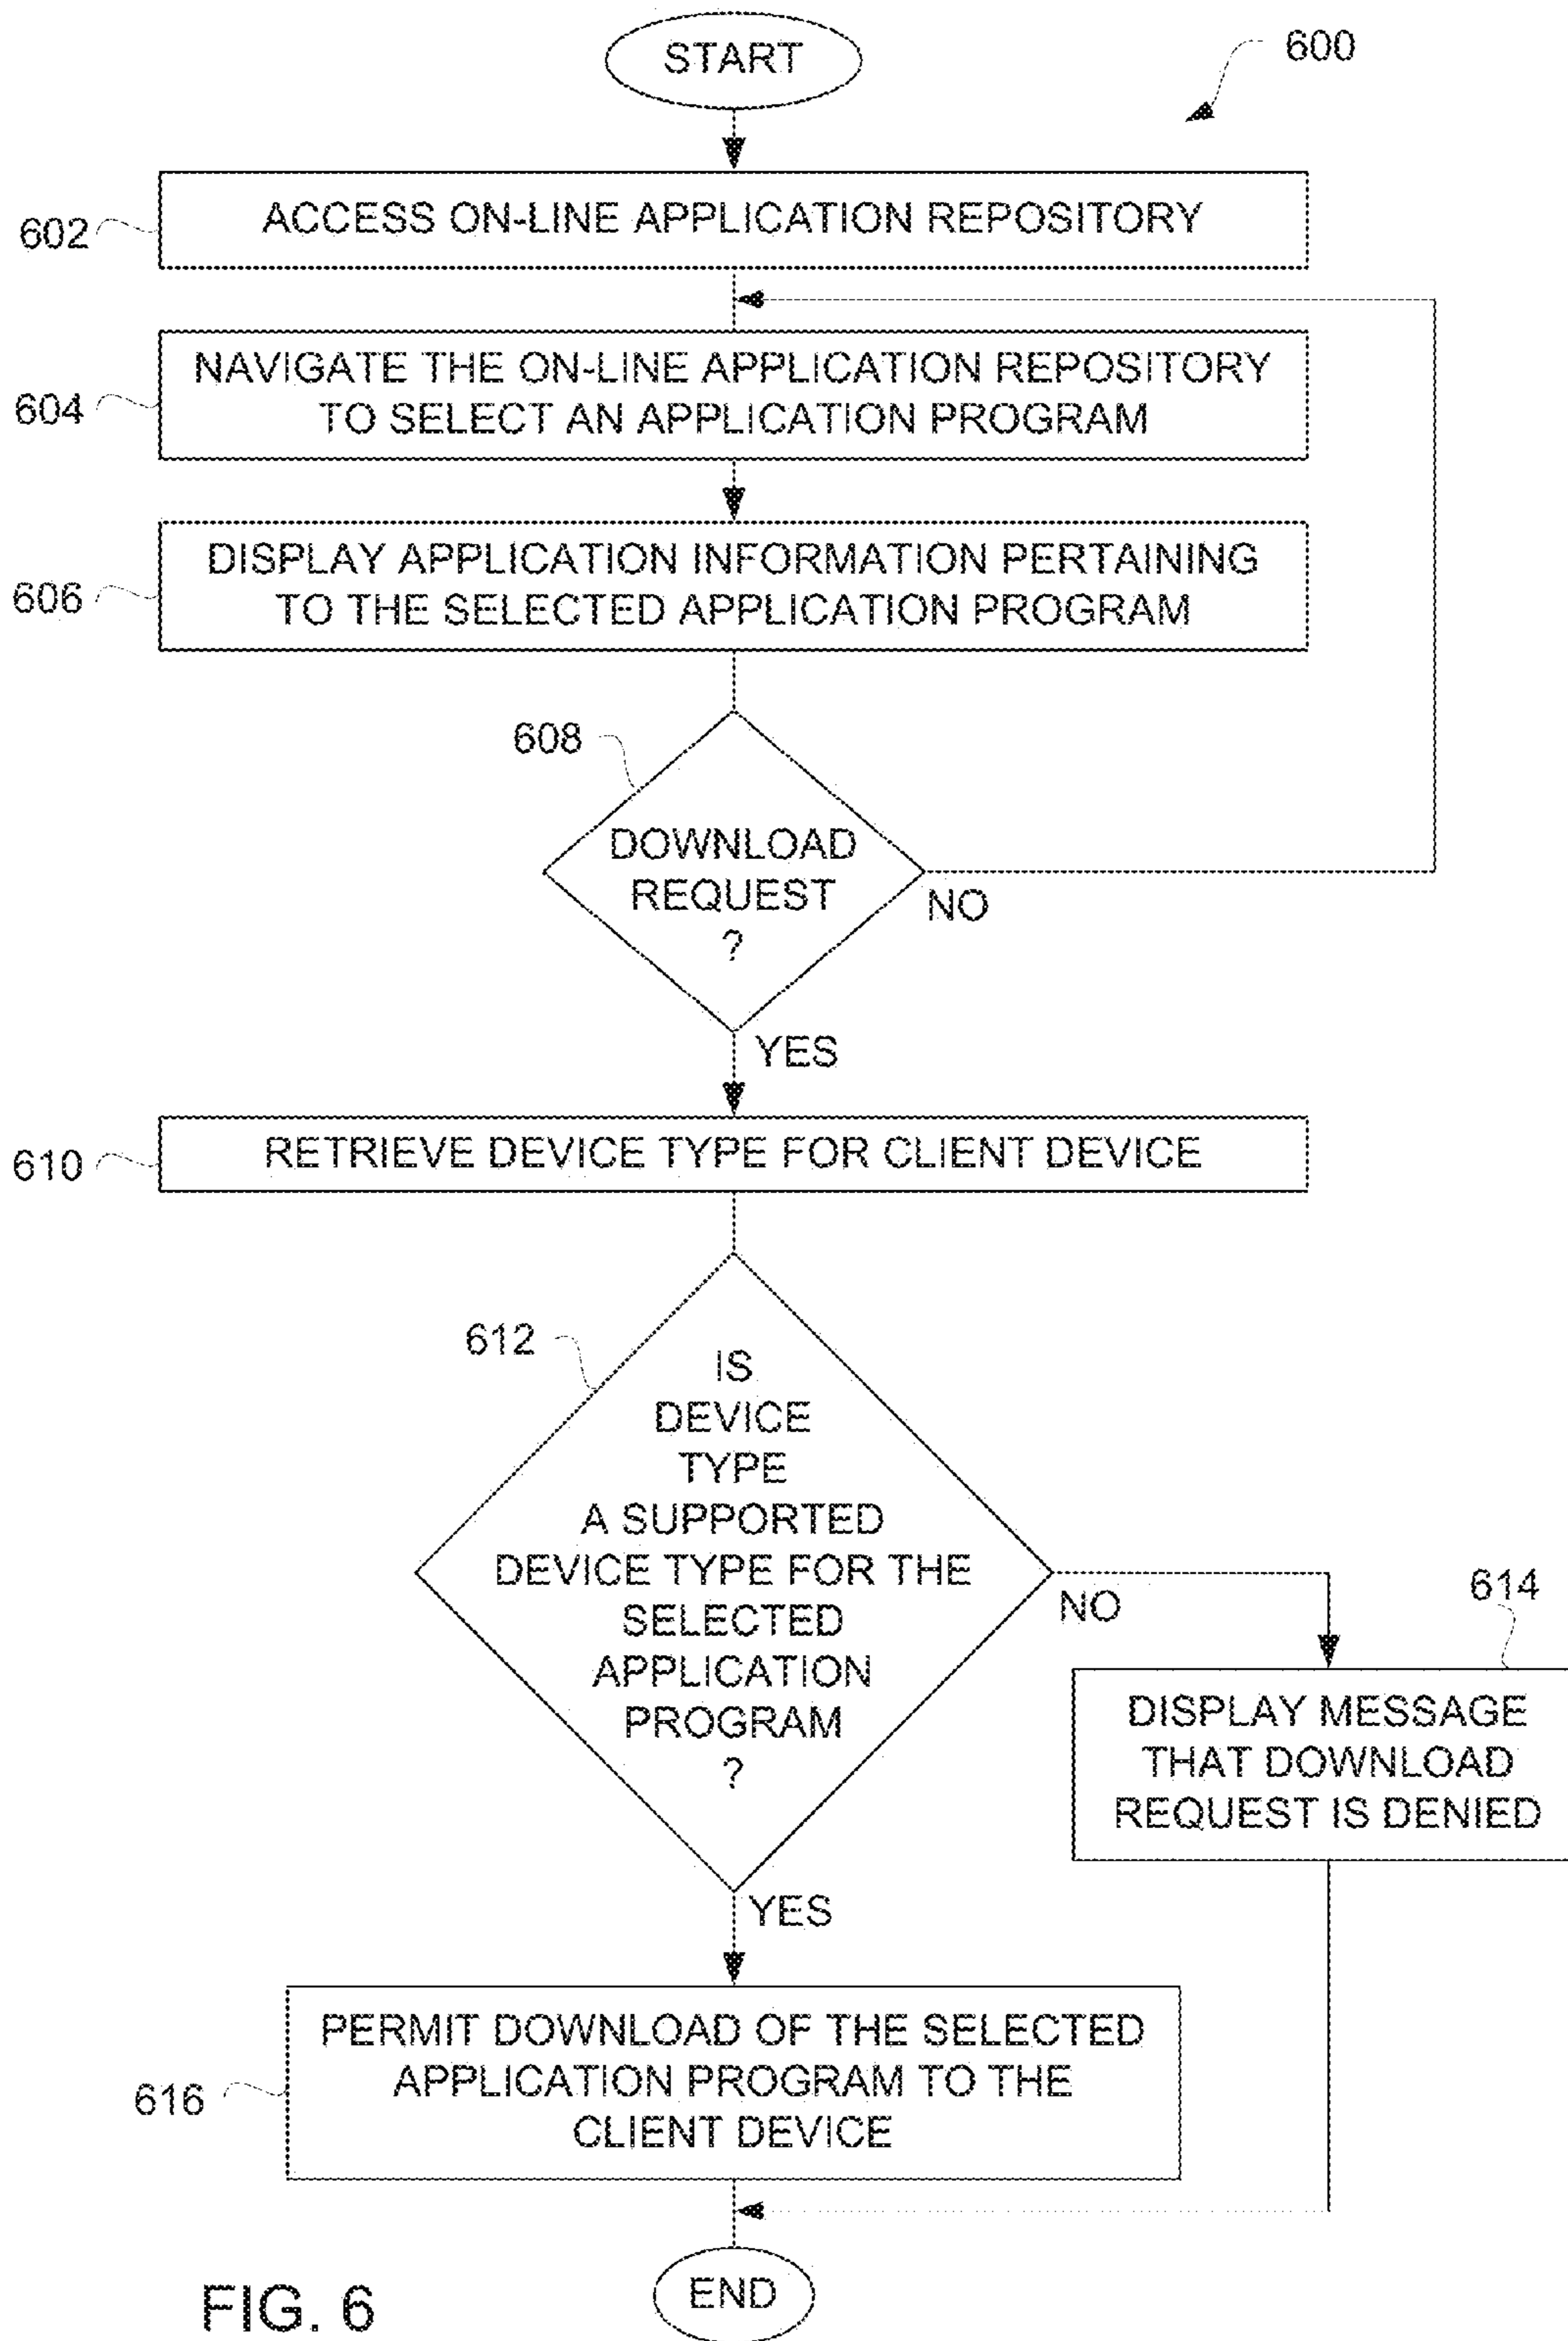 START
600
602
ACCESS ON-LINE APPLICATION REPOSITORY
604
NAVIGATE THE ON-LINE APPLICATION REPOSITORY
TO SELECT AN APPLICATION PROGRAM
606
DISPLAY APPLICATION INFORMATION PERTAINING
TO THE SELECTED APPLICATION PROGRAM
608
DOWNLOAD
REQUEST
?
NO
YES
610
RETRIEVE DEVICE TYPE FOR CLIENT DEVICE
612
IS
DEVICE
TYPE
A SUPPORTED
DEVICE TYPE FOR THE
SELECTED
APPLICATION
PROGRAM
?
NO
614
DISPLAY MESSAGE
THAT DOWNLOAD
REQUEST IS DENIED
YES
616
PERMIT DOWNLOAD OF THE SELECTED
APPLICATION PROGRAM TO THE
CLIENT DEVICE
END
FIG. 6